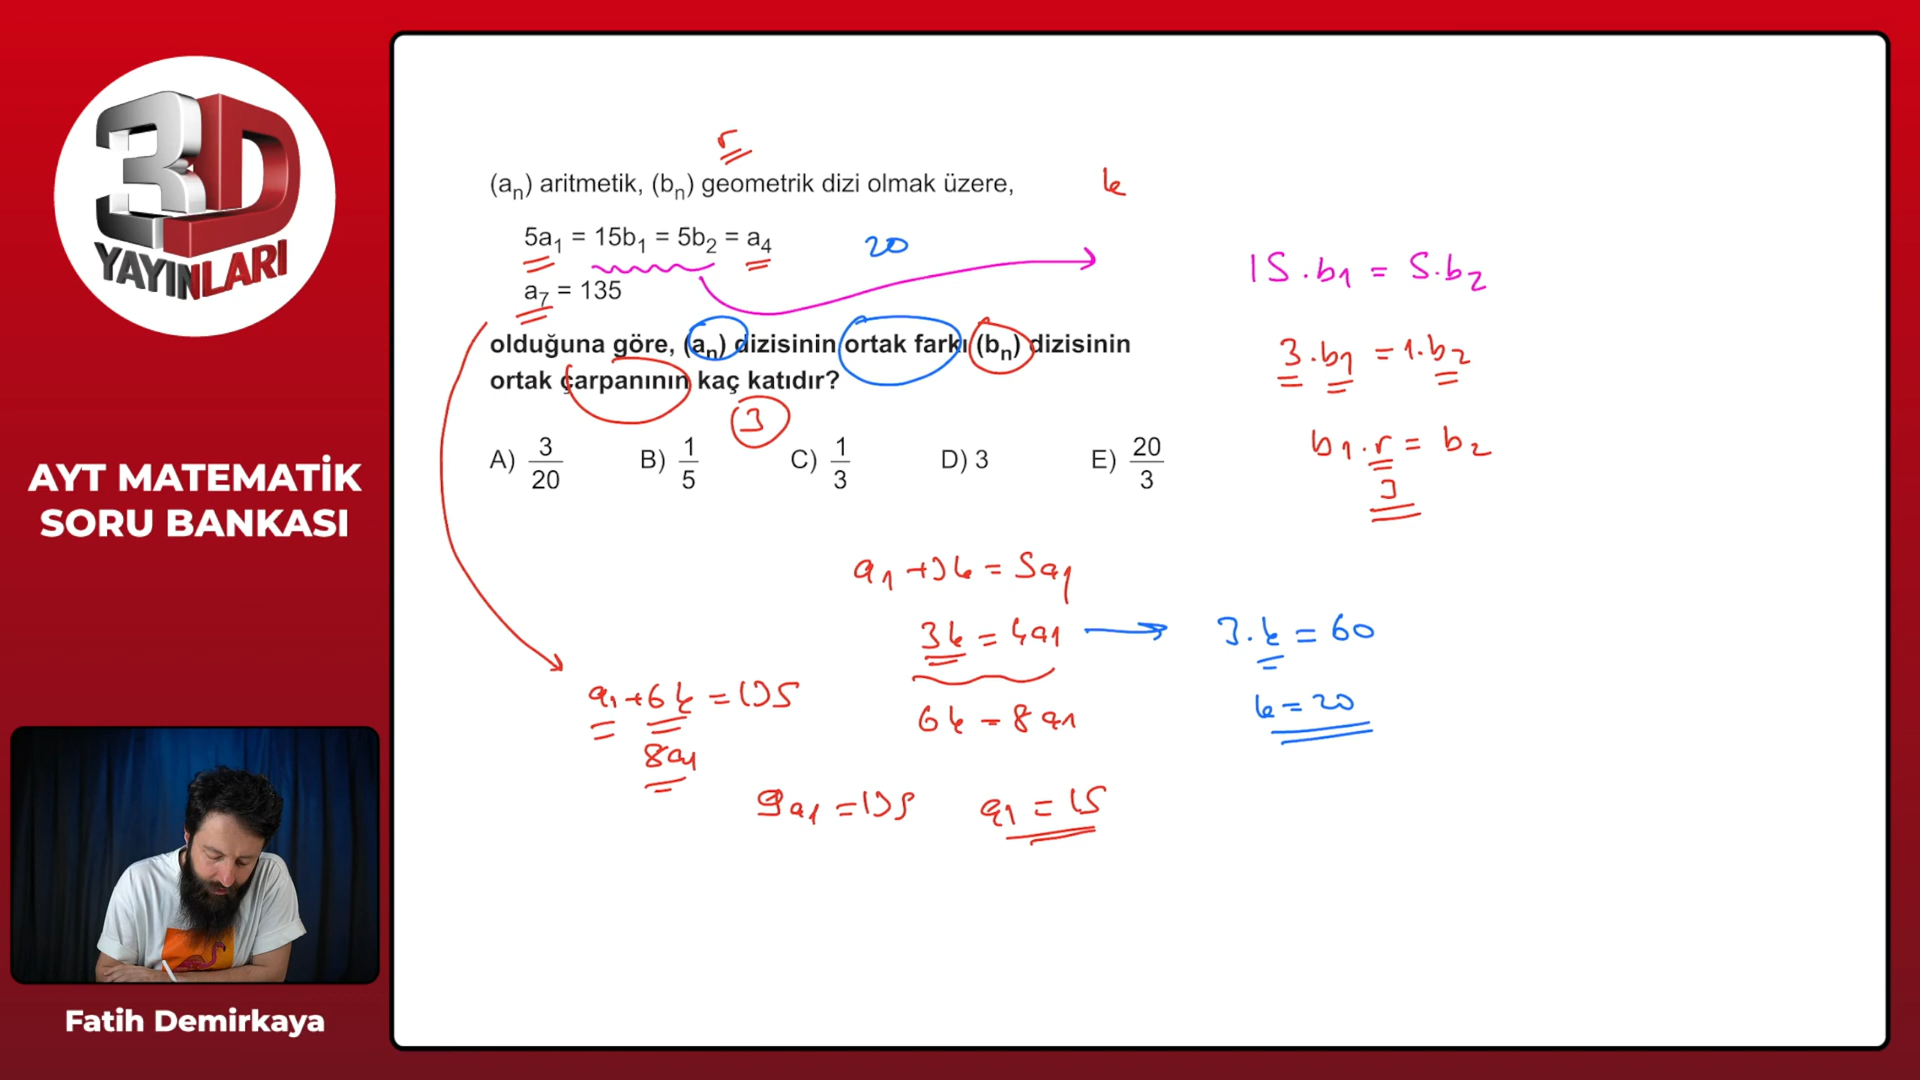 3D
YAYINLARI
AYT MATEMATİK
SORU BANKASI
Fatih Demirkaya
r
(aₙ) aritmetik, (bₙ) geometrik dizi olmak üzere,
k
5a₁ = 15b₁ = 5b₂ = a₄
20
a₇ = 135
olduğuna göre, (aₙ) dizisinin ortak farkı (bₙ) dizisinin
ortak çarpanının kaç katıdır?
3
A) 3/20 B) 1/5 C) 1/3 D) 3 E) 20/3
15.b₁ = 5.b₂
3.b₁ = 1.b₂
b₁.r = b₂
3
a₁+3k = 5a₁
3k = 4a₁
3.k = 60
a₁+6k = 135
6k = 8a₁
k = 20
8a₁
9a₁ = 135
a₁ = 15